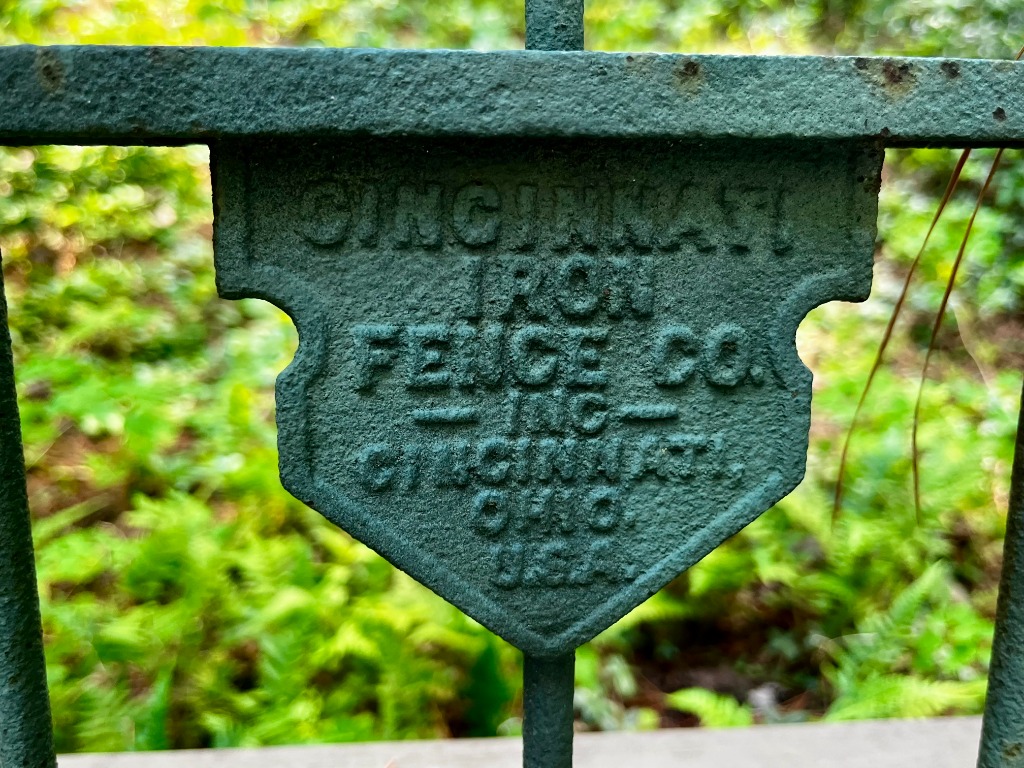 CINCINNATI
IRON
FENCE CO.
— INC —
CINCINNATI,
OHIO.
U.S.A.